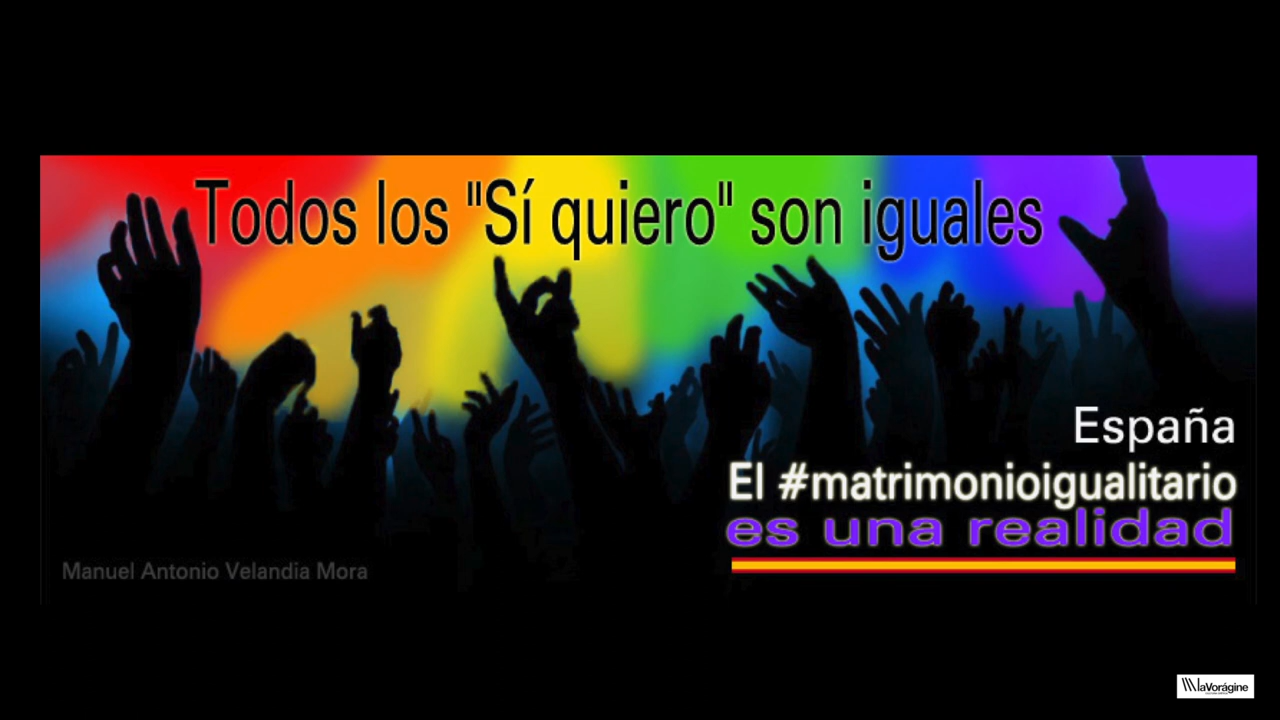 Todos los "Sí quiero" son iguales
España
El #matrimonioigualitario
es una realidad
Manuel Antonio Velandia Mora
laVorágine